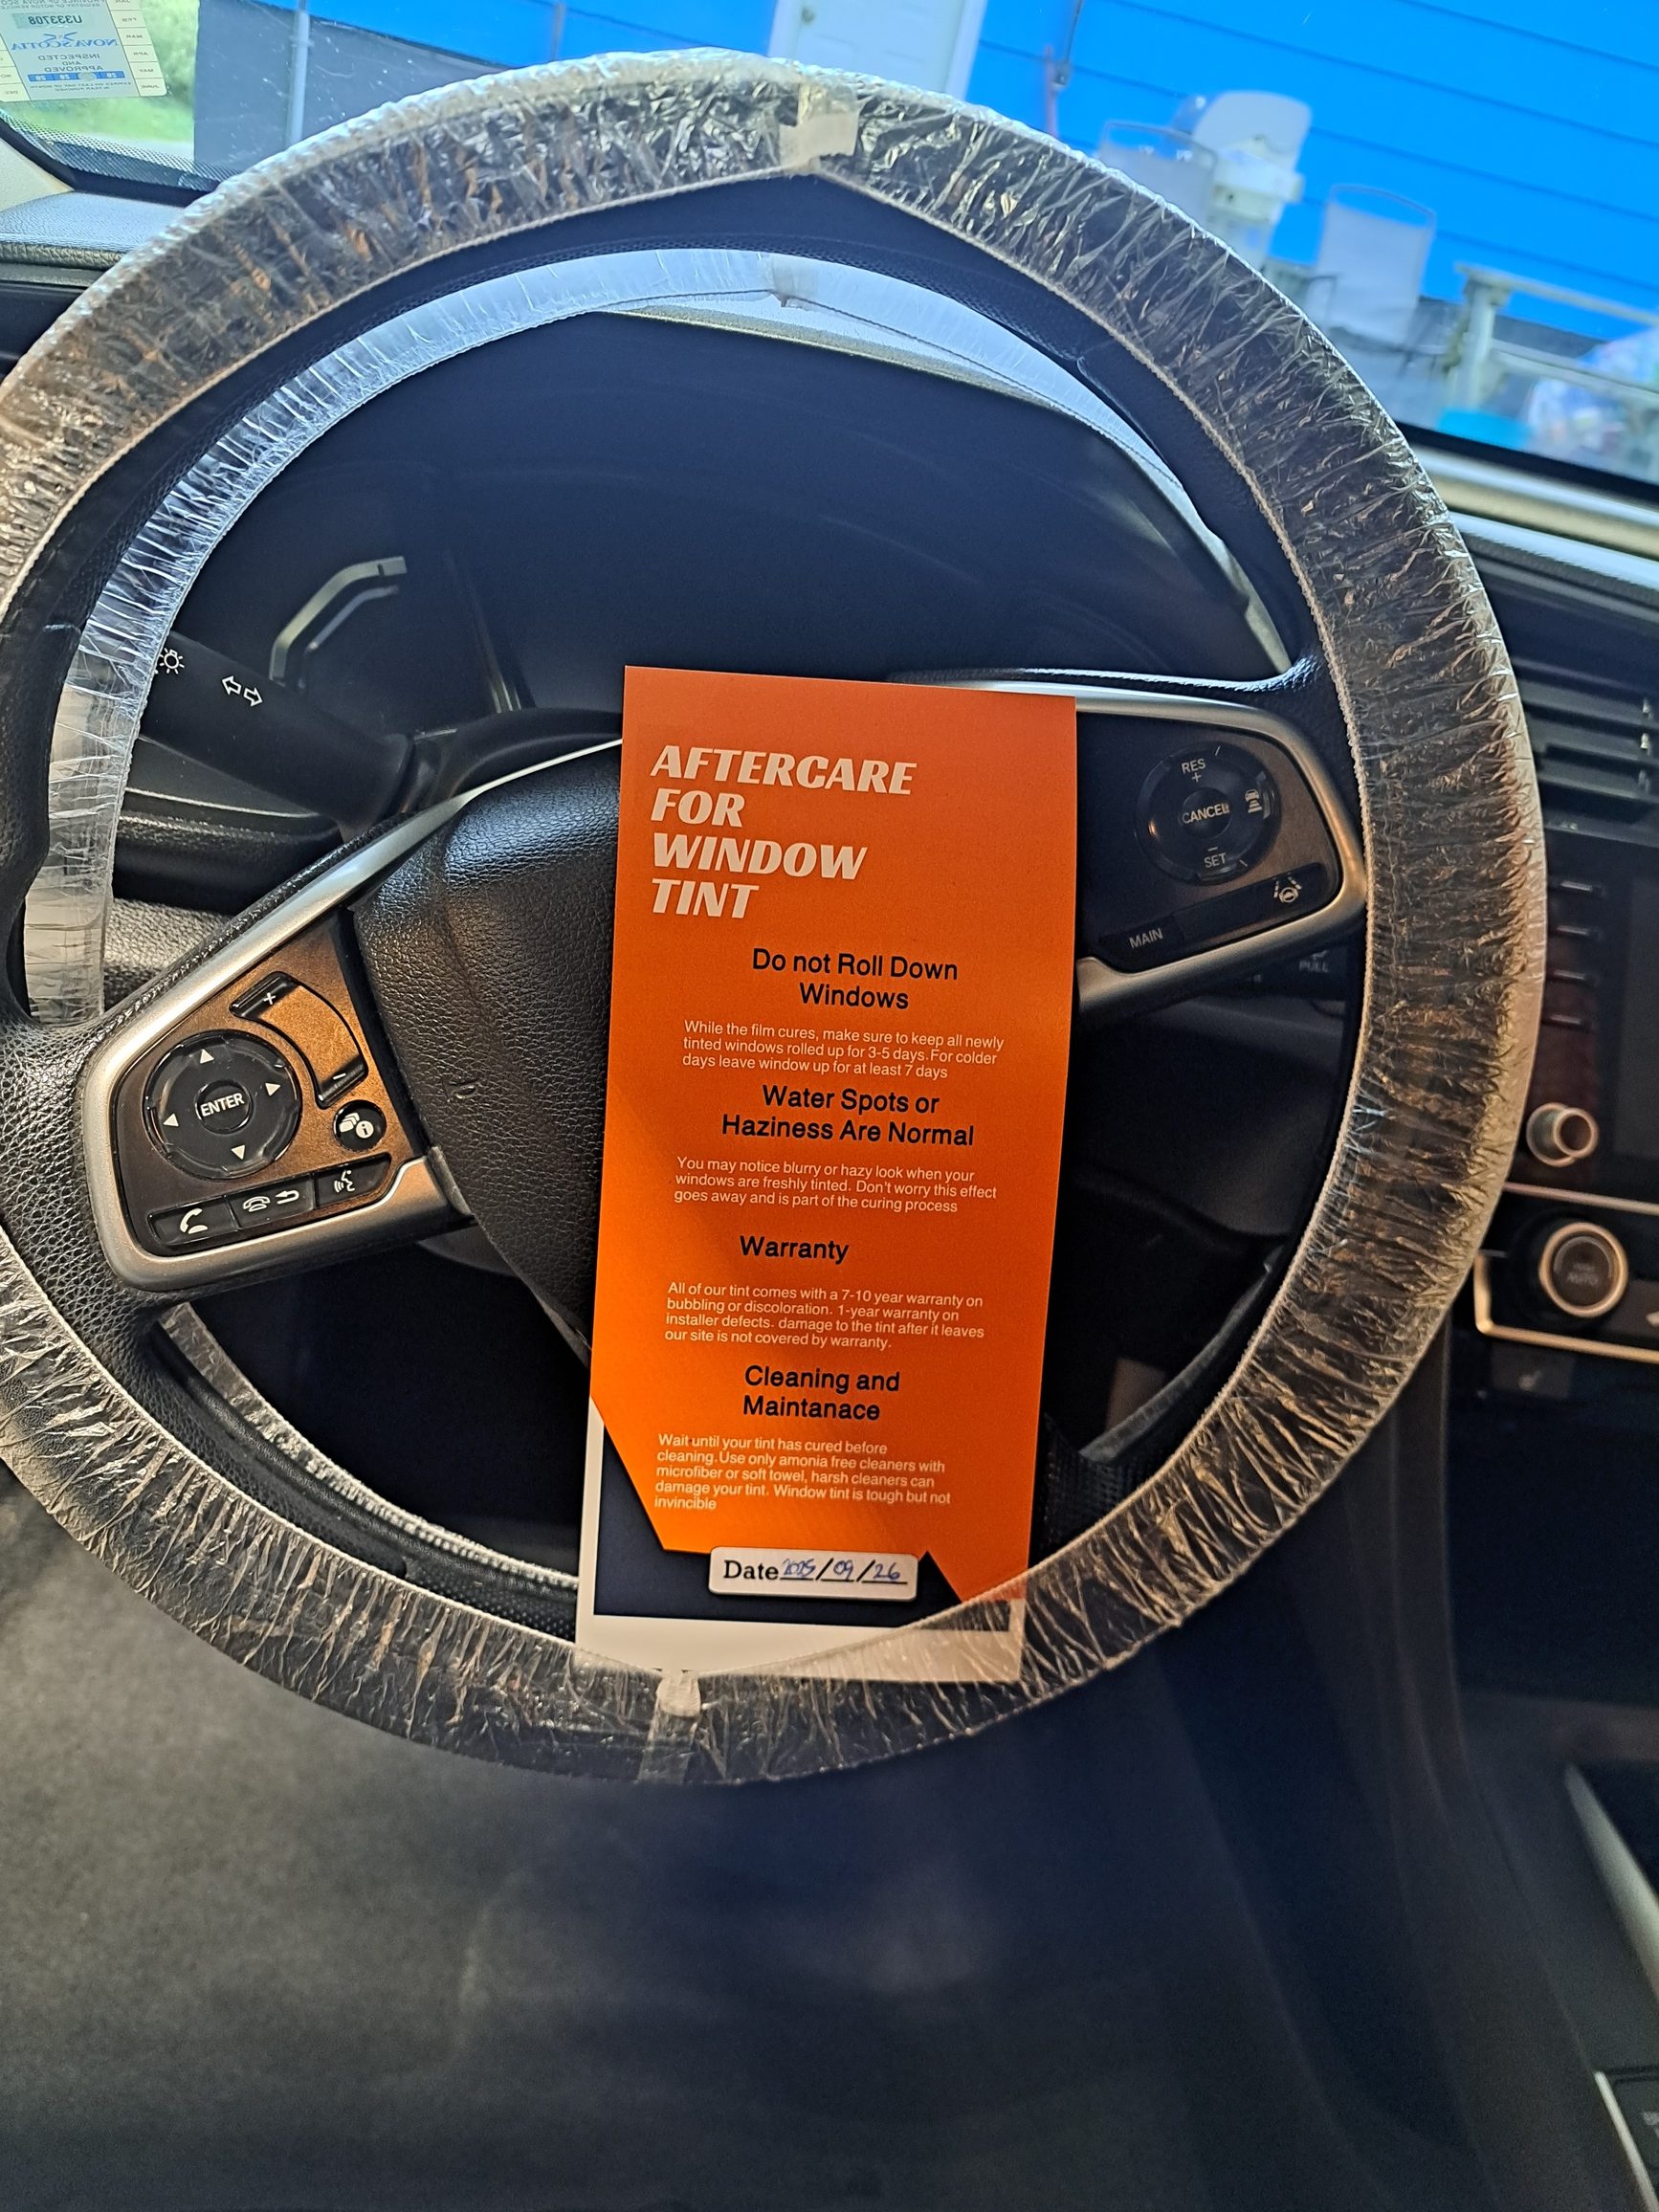 U333708
NOVA SCOTIA
INSPECTED
AND
APPROVED
AFTERCARE
FOR
WINDOW
TINT
Do not Roll Down
Windows
While the film cures, make sure to keep all newly
tinted windows rolled up for 3-5 days.For colder
days leave window up for at least 7 days
Water Spots or
Haziness Are Normal
You may notice blurry or hazy look when your
windows are freshly tinted. Don't worry this effect
goes away and is part of the curing process
Warranty
All of our tint comes with a 7-10 year warranty on
bubbling or discoloration. 1-year warranty on
installer defects. damage to the tint after it leaves
our site is not covered by warranty.
Cleaning and
Maintanace
Wait until your tint has cured before
cleaning.Use only amonia free cleaners with
microfiber or soft towel, harsh cleaners can
damage your tint. Window tint is tough but not
invincible
Date 2025/09/26
RES
+
CANCEL
−
SET
MAIN
PULL
+
ENTER
−
AUTO